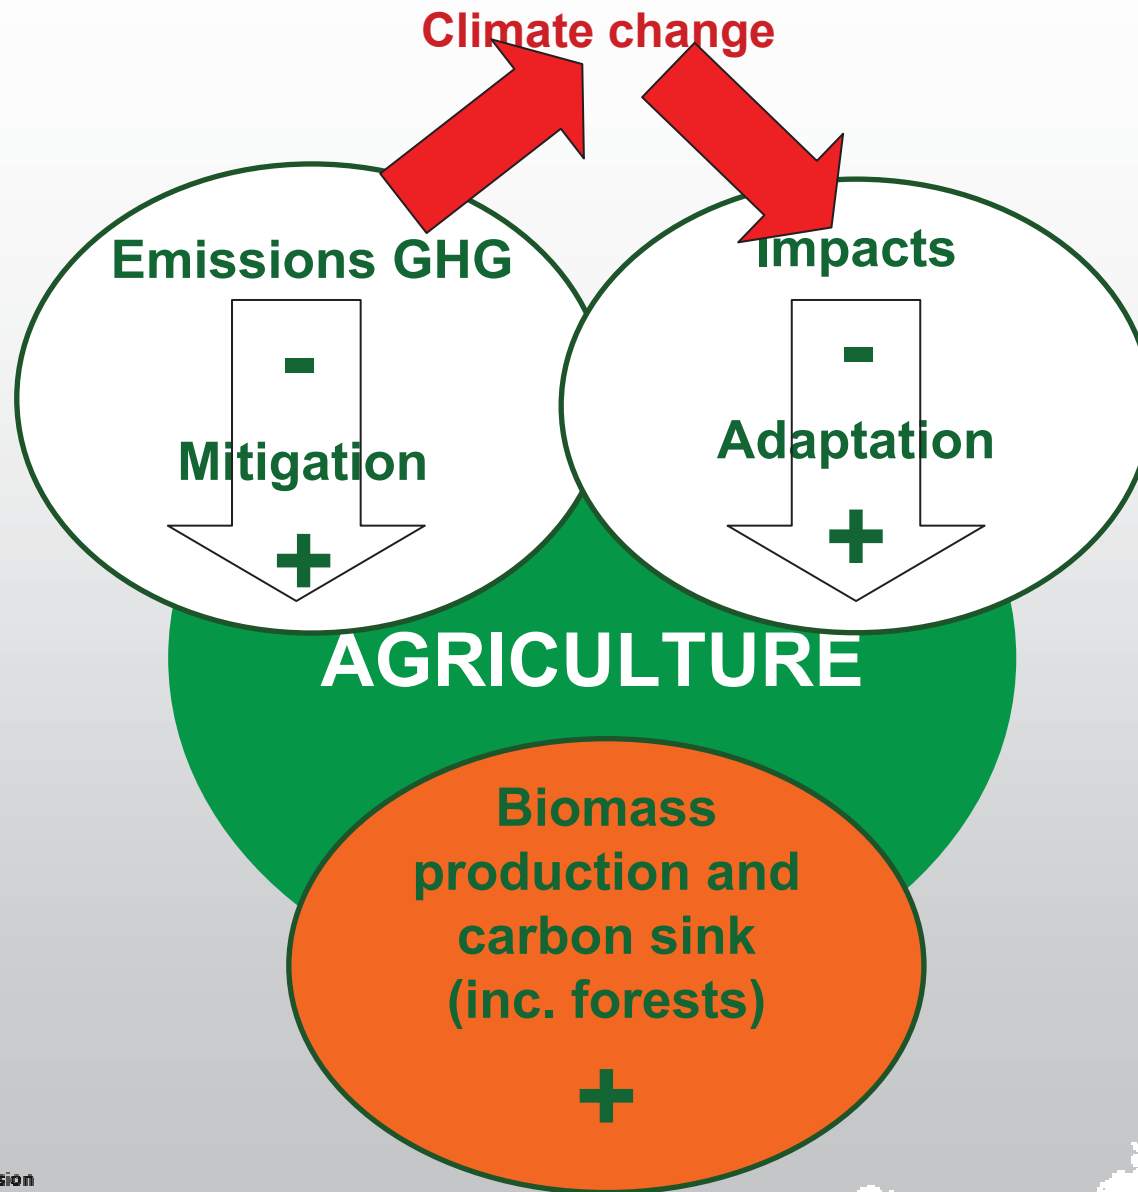 Climate change
Emissions GHG
-
Mitigation
+
Impacts
-
Adaptation
+
AGRICULTURE
Biomass
production and
carbon sink
(inc. forests)
+